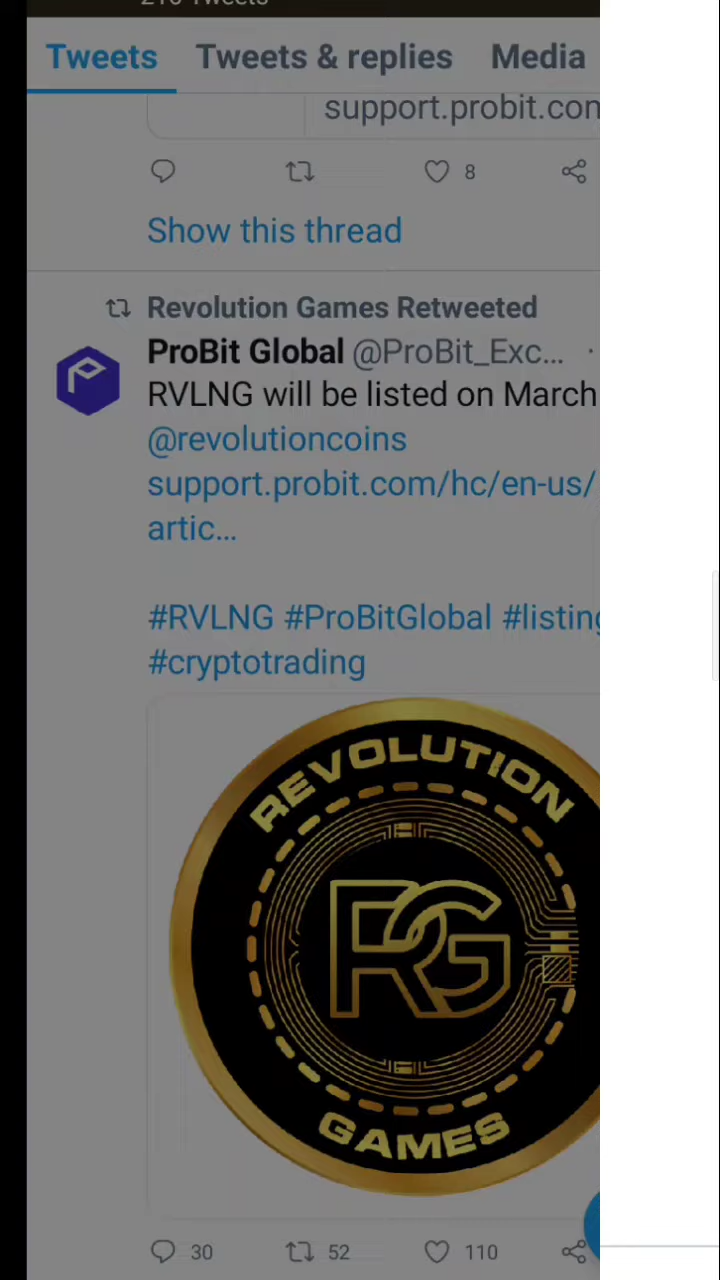 Tweets Tweets & replies Media
support.probit.con
8
Show this thread
Revolution Games Retweeted
ProBit Global @ProBit_Exc... ·
RVLNG will be listed on March
@revolutioncoins
support.probit.com/hc/en-us/
artic...
#RVLNG #ProBitGlobal #listing
#cryptotrading
REVOLUTION
RG
GAMES
30 52 110